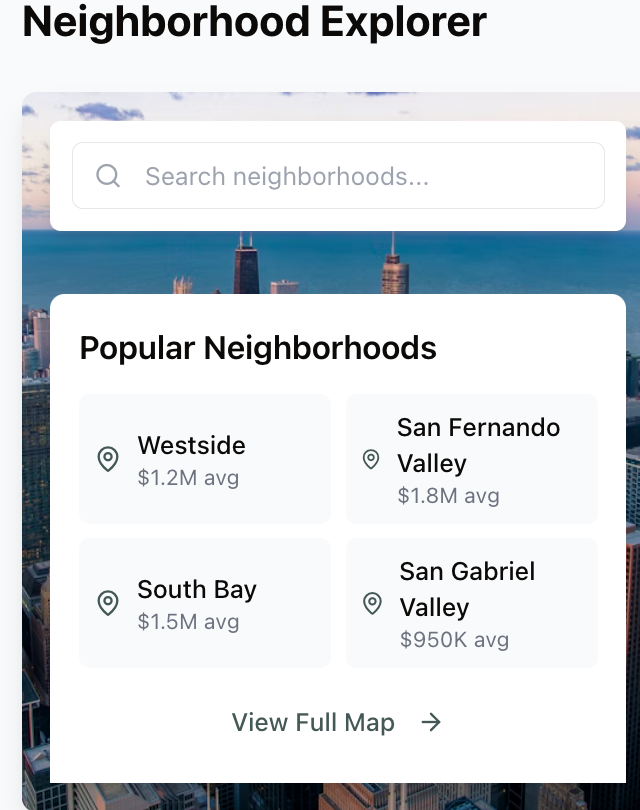 Neighborhood Explorer
Search neighborhoods...
Popular Neighborhoods
Westside
$1.2M avg
San Fernando
Valley
$1.8M avg
South Bay
$1.5M avg
San Gabriel
Valley
$950K avg
View Full Map